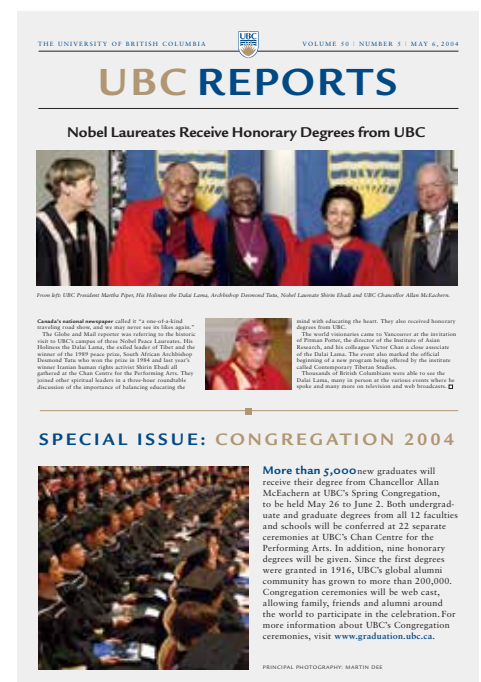 THE UNIVERSITY OF BRITISH COLUMBIA
UBC
VOLUME 50 | NUMBER 5 | MAY 6, 2004
UBC REPORTS
Nobel Laureates Receive Honorary Degrees from UBC
From left: UBC President Martha Piper, His Holiness the Dalai Lama, Archbishop Desmond Tutu, Nobel Laureate Shirin Ebadi and UBC Chancellor Allan McEachern.
Canada's national newspaper called it "a one-of-a-kind
traveling road show, and we may never see its likes again."
The Globe and Mail reporter was referring to the historic
visit to UBC's campus of three Nobel Peace Laureates. His
Holiness the Dalai Lama, the exiled leader of Tibet and the
winner of the 1989 peace prize, South African Archbishop
Desmond Tutu who won the prize in 1984 and last year's
winner Iranian human rights activist Shirin Ebadi all
gathered at the Chan Centre for the Performing Arts. They
joined other spiritual leaders in a three-hour roundtable
discussion of the importance of balancing educating the
mind with educating the heart. They also received honorary
degrees from UBC.
The world visionaries came to Vancouver at the invitation
of Pitman Potter, the director of the Institute of Asian
Research, and his colleague Victor Chan a close associate
of the Dalai Lama. The event also marked the official
beginning of a new program being offered by the institute
called Contemporary Tibetan Studies.
Thousands of British Columbians were able to see the
Dalai Lama, many in person at the various events where he
spoke and many more on television and web broadcasts.
SPECIAL ISSUE: CONGREGATION 2004
More than 5,000 new graduates will
receive their degree from Chancellor Allan
McEachern at UBC's Spring Congregation,
to be held May 26 to June 2. Both undergrad-
uate and graduate degrees from all 12 faculties
and schools will be conferred at 22 separate
ceremonies at UBC's Chan Centre for the
Performing Arts. In addition, nine honorary
degrees will be given. Since the first degrees
were granted in 1916, UBC's global alumni
community has grown to more than 200,000.
Congregation ceremonies will be web cast,
allowing family, friends and alumni around
the world to participate in the celebration. For
more information about UBC's Congregation
ceremonies, visit www.graduation.ubc.ca.
PRINCIPAL PHOTOGRAPHY: MARTIN DEE